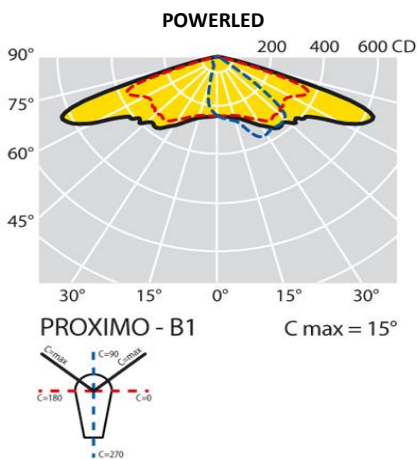 POWERLED
90° 200 400 600 CD
75°
60°
45°
30° 15° 0° 15° 30°
PROXIMO - B1 C max = 15°
C=max C=90 C=max
C=180 C=0
C=270